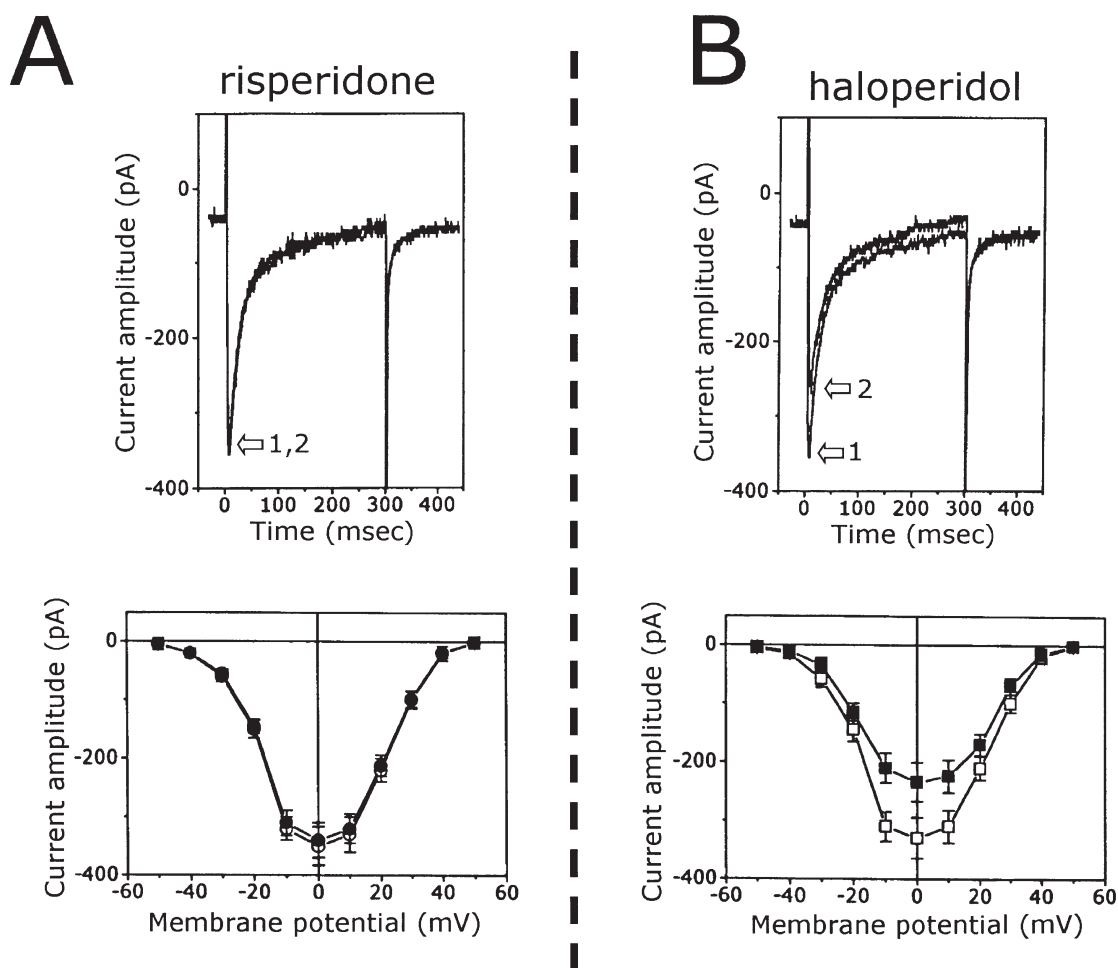 A
risperidone
Current amplitude (pA)
0
-200
-400
1,2
0 100 200 300 400
Time (msec)
Current amplitude (pA)
0
-200
-400
-60 -40 -20 0 20 40 60
Membrane potential (mV)
B
haloperidol
Current amplitude (pA)
0
-200
-400
2
1
0 100 200 300 400
Time (msec)
Current amplitude (pA)
0
-200
-400
-60 -40 -20 0 20 40 60
Membrane potential (mV)